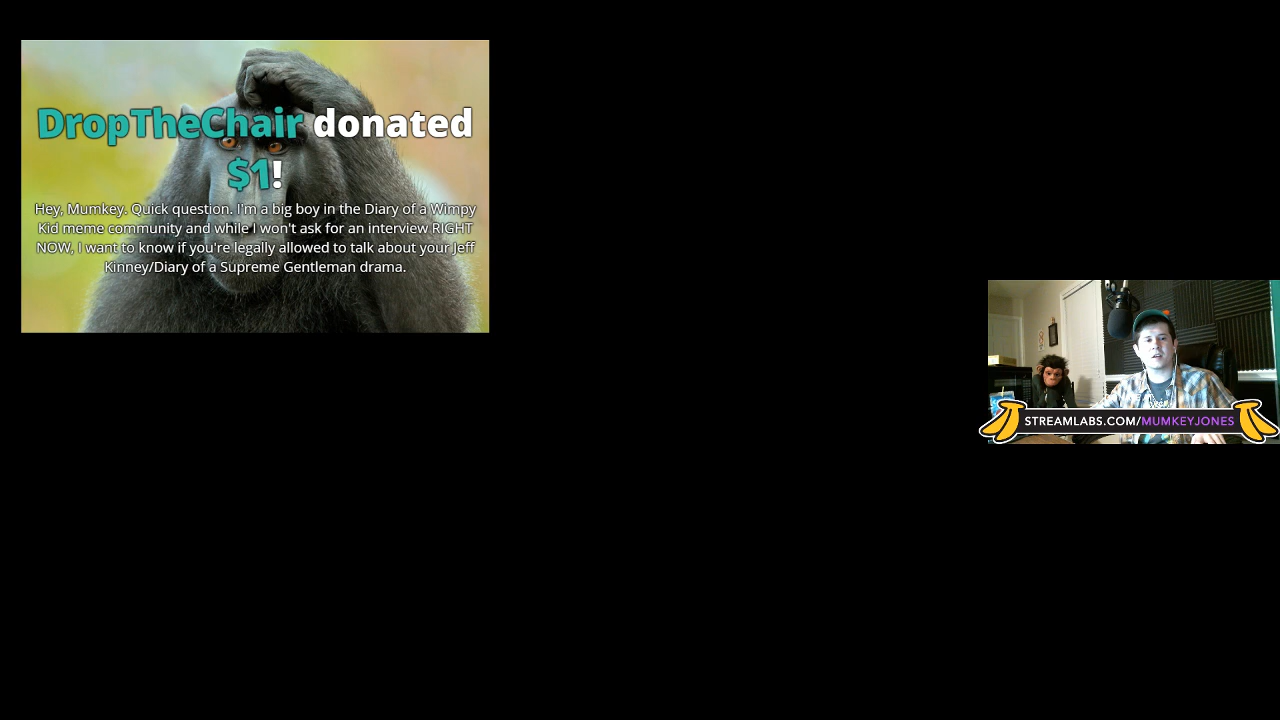 DropTheChair donated
$1!
Hey, Mumkey. Quick question. I'm a big boy in the Diary of a Wimpy
Kid meme community and while I won't ask for an interview RIGHT
NOW, I want to know if you're legally allowed to talk about your Jeff
Kinney/Diary of a Supreme Gentleman drama.
STREAMLABS.COM/MUMKEYJONES